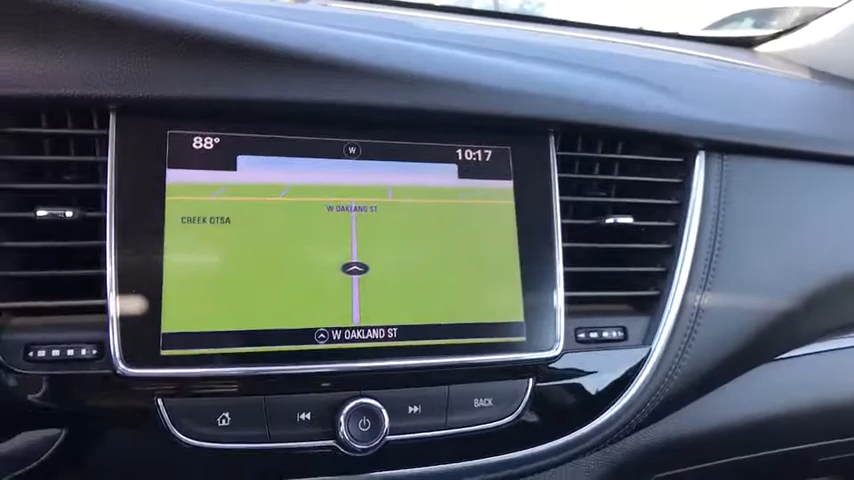 88°
W
10:17
W OAKLAND ST
CREEK OTSA
W OAKLAND ST
BACK